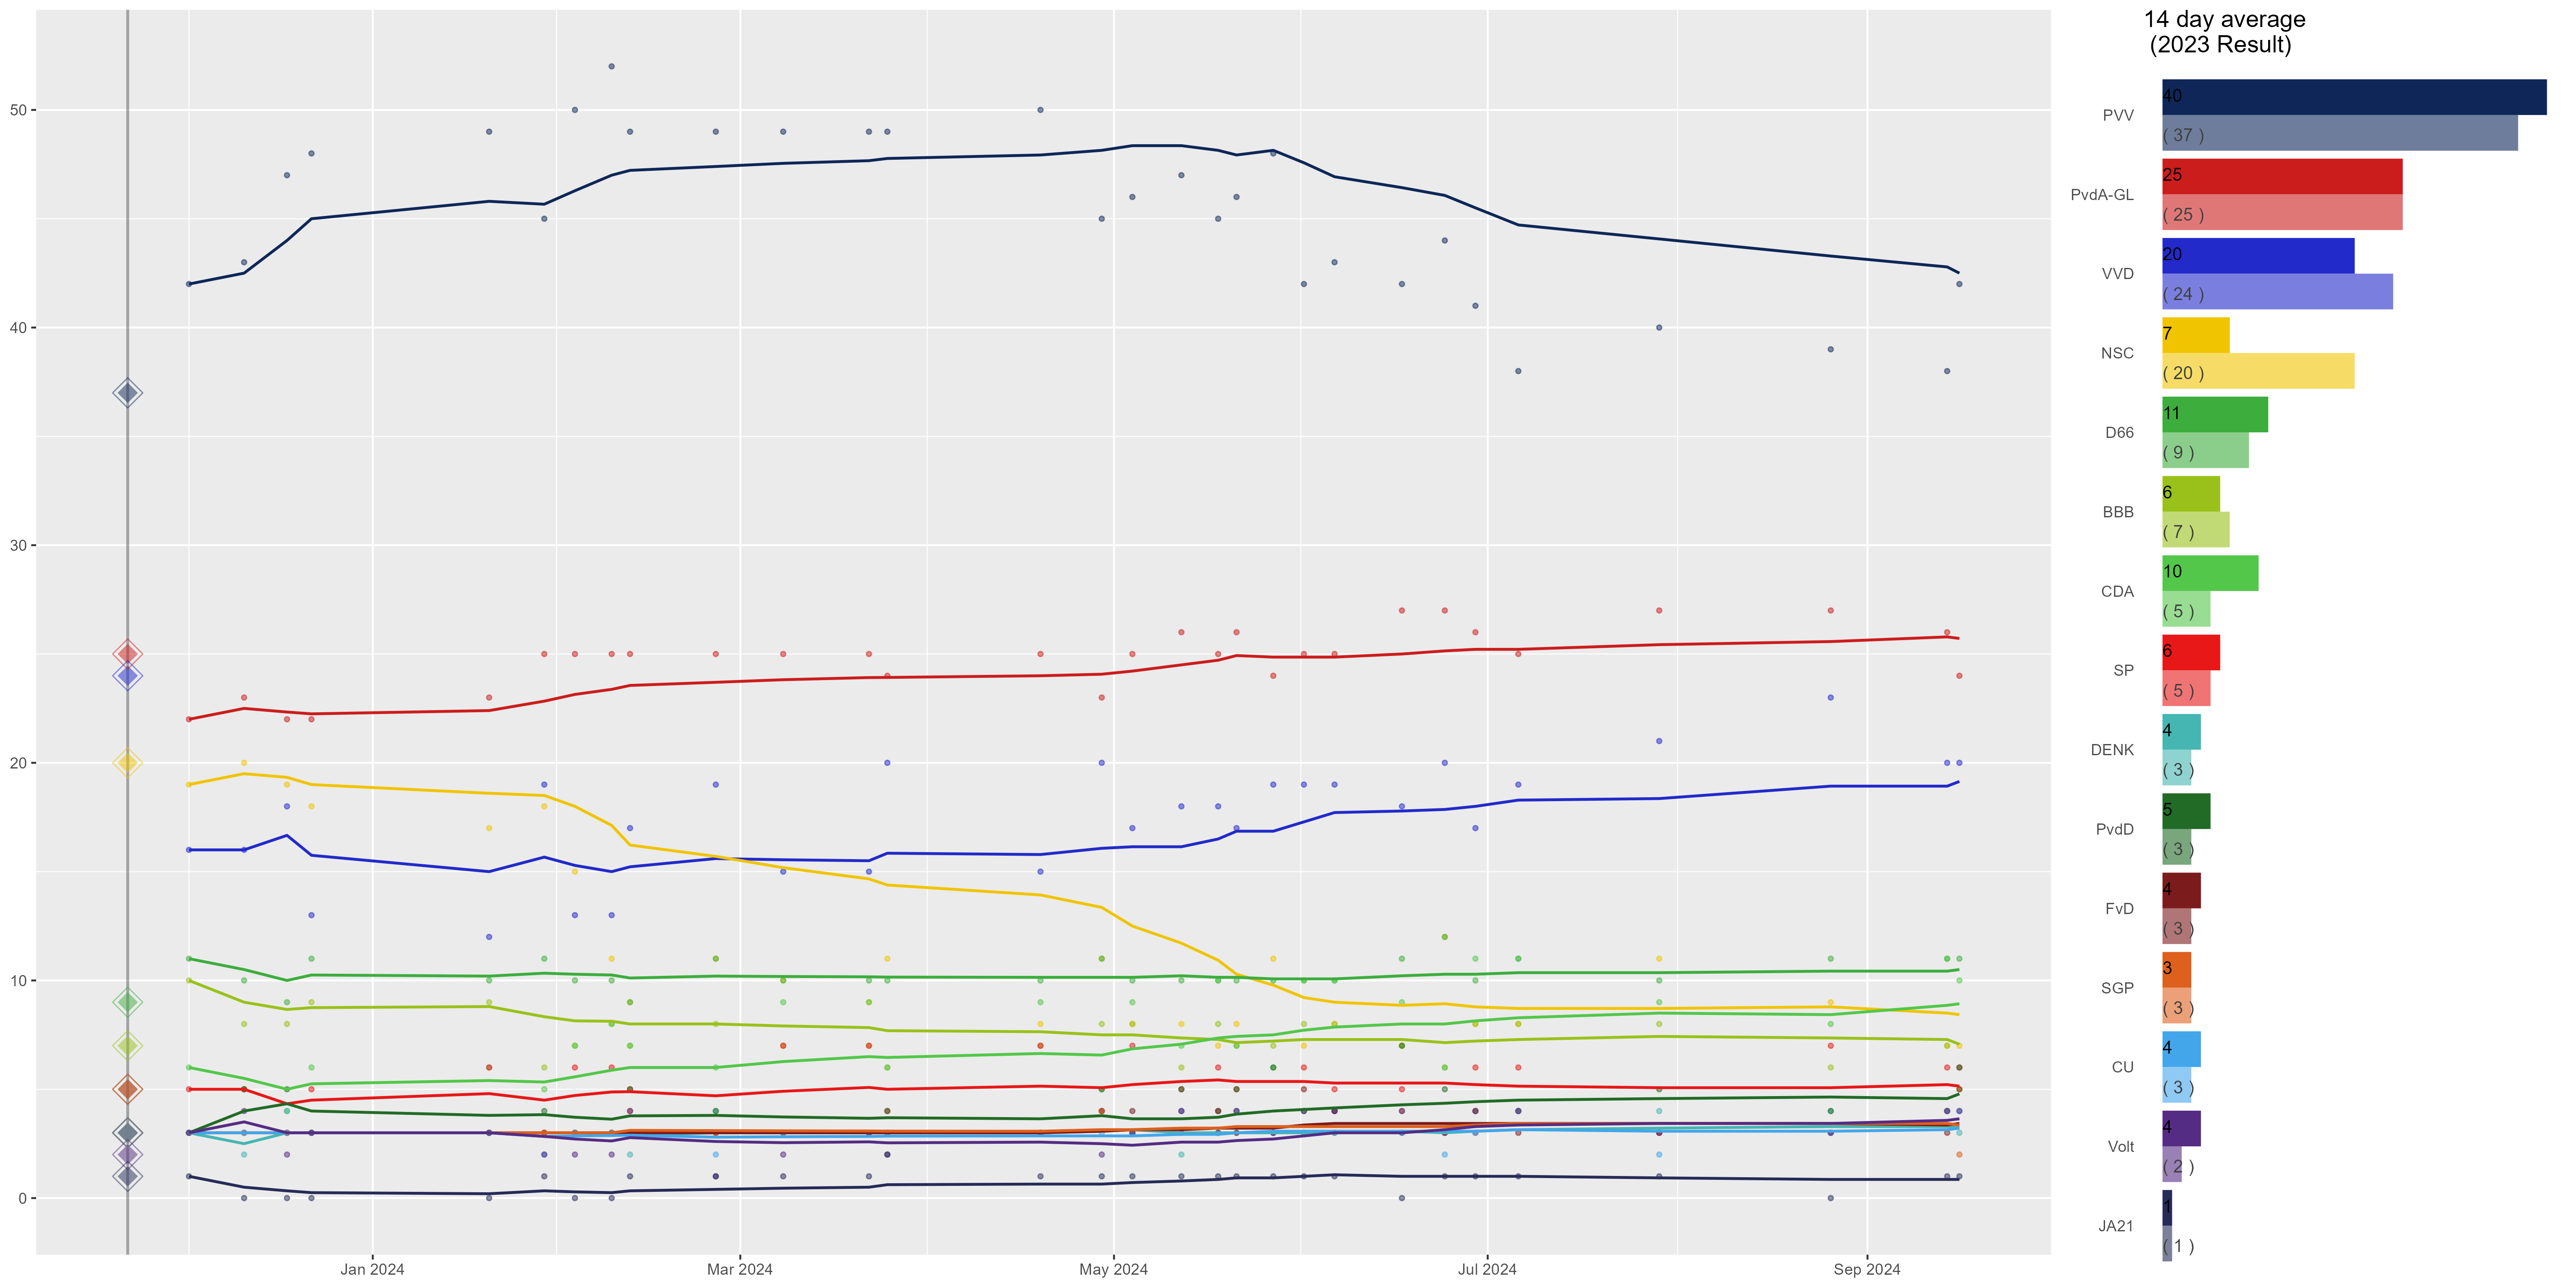 14 day average
(2023 Result)
50
40
30
20
10
0
Jan 2024
Mar 2024
May 2024
Jul 2024
Sep 2024
PVV
40
( 37 )
PvdA-GL
25
( 25 )
VVD
20
( 24 )
NSC
7
( 20 )
D66
11
( 9 )
BBB
6
( 7 )
CDA
10
( 5 )
SP
6
( 5 )
DENK
4
( 3 )
PvdD
5
( 3 )
FvD
4
( 3 )
SGP
3
( 3 )
CU
4
( 3 )
Volt
4
( 2 )
JA21
1
( 1 )